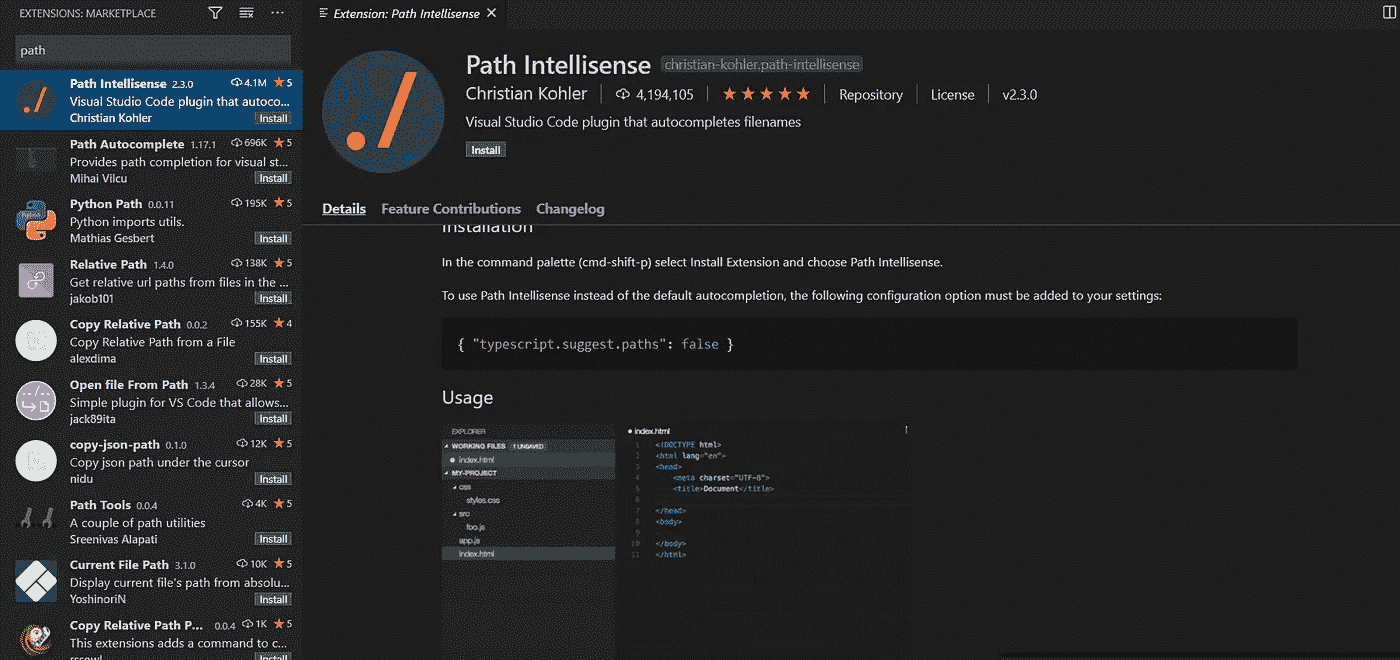 EXTENSIONS: MARKETPLACE
path
Path Intellisense 2.3.0 4.1M 5
Visual Studio Code plugin that autoco...
Christian Kohler Install
Path Autocomplete 1.17.1 696K 5
Provides path completion for visual st...
Mihai Vilcu Install
Python Path 0.0.11 195K 5
Python imports utils.
Mathias Gesbert Install
Relative Path 1.4.0 138K 5
Get relative url paths from files in the ...
jakob101 Install
Copy Relative Path 0.0.2 155K 4
Copy Relative Path from a File
alexdima Install
Open file From Path 1.3.4 28K 5
Simple plugin for VS Code that allows...
jack89ita Install
copy-json-path 0.1.0 12K 5
Copy json path under the cursor
nidu Install
Path Tools 0.0.4 4K 5
A couple of path utilities
Sreenivas Alapati Install
Current File Path 3.1.0 10K 5
Display current file's path from absolu...
YoshinoriN Install
Copy Relative Path P... 0.0.4 1K 5
This extensions adds a command to c...
Install
Extension: Path Intellisense
Path Intellisense christian-kohler.path-intellisense
Christian Kohler 4,194,105 Repository License v2.3.0
Visual Studio Code plugin that autocompletes filenames
Install
Details Feature Contributions Changelog
Installation
In the command palette (cmd-shift-p) select Install Extension and choose Path Intellisense.
To use Path Intellisense instead of the default autocompletion, the following configuration option must be added to your settings:
{ "typescript.suggest.paths": false }
Usage
EXPLORER
WORKING FILES 1 UNSAVED
index.html
MY-PROJECT
css
styles.css
src
foo.js
app.js
index.html
index.html
1 <!DOCTYPE html>
2 <html lang="en">
3 <head>
4 <meta charset="UTF-8">
5 <title>Document</title>
6
7 </head>
8 <body>
9
10 </body>
11 </html>